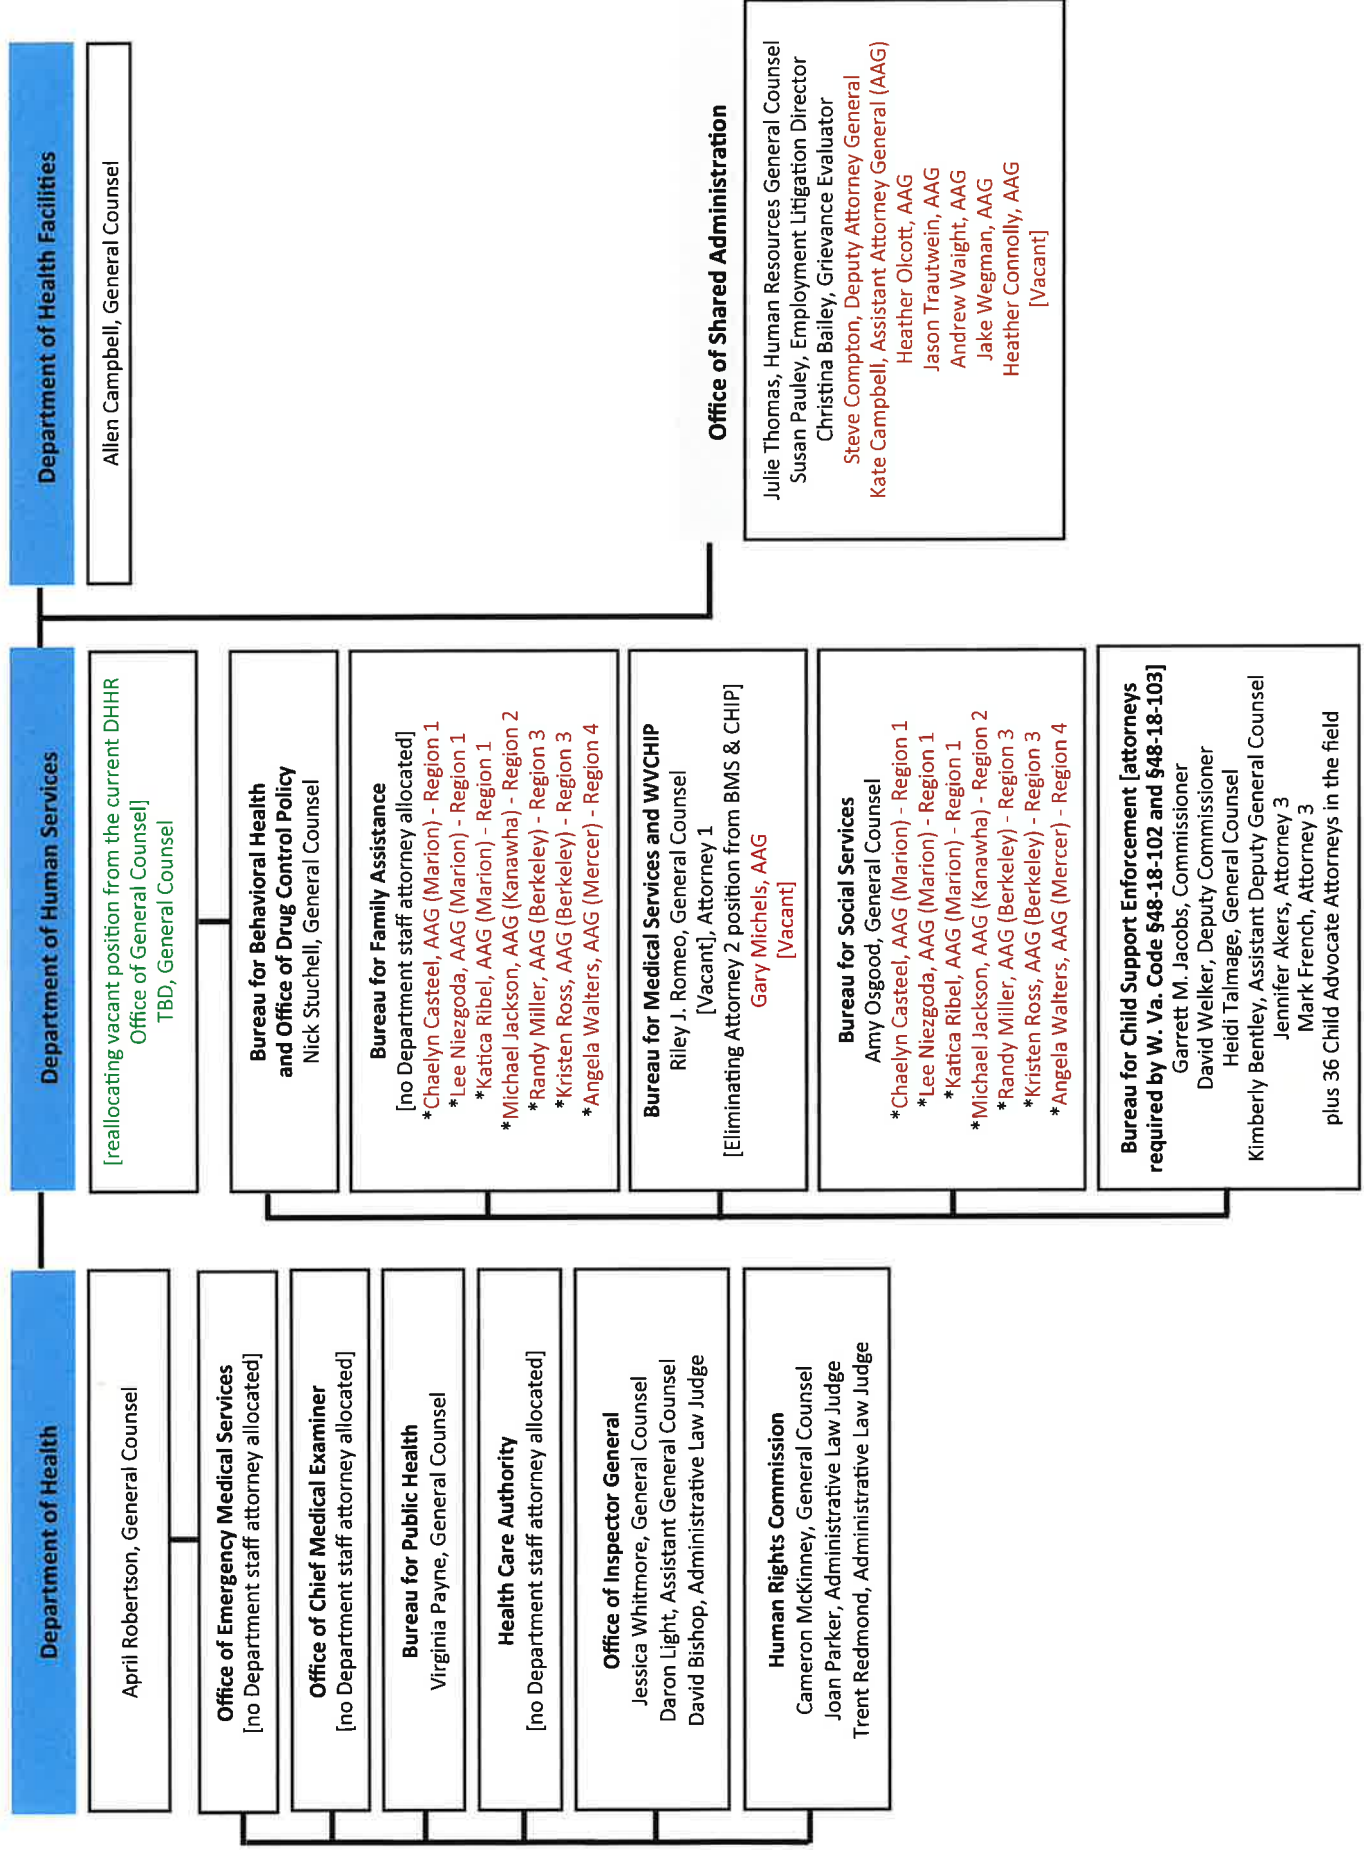 Department of Health
April Robertson, General Counsel
Office of Emergency Medical Services
[no Department staff attorney allocated]
Office of Chief Medical Examiner
[no Department staff attorney allocated]
Bureau for Public Health
Virginia Payne, General Counsel
Health Care Authority
[no Department staff attorney allocated]
Office of Inspector General
Jessica Whitmore, General Counsel
Daron Light, Assistant General Counsel
David Bishop, Administrative Law Judge
Human Rights Commission
Cameron McKinney, General Counsel
Joan Parker, Administrative Law Judge
Trent Redmond, Administrative Law Judge
Department of Human Services
[reallocating vacant position from the current DHHR
Office of General Counsel]
TBD, General Counsel
Bureau for Behavioral Health
and Office of Drug Control Policy
Nick Stuchell, General Counsel
Bureau for Family Assistance
[no Department staff attorney allocated]
*Chaelyn Casteel, AAG (Marion) - Region 1
*Lee Niezgoda, AAG (Marion) - Region 1
*Katica Ribel, AAG (Marion) - Region 1
*Michael Jackson, AAG (Kanawha) - Region 2
*Randy Miller, AAG (Berkeley) - Region 3
*Kristen Ross, AAG (Berkeley) - Region 3
*Angela Walters, AAG (Mercer) - Region 4
Bureau for Medical Services and WVCHIP
Riley J. Romeo, General Counsel
[Vacant], Attorney 1
[Eliminating Attorney 2 position from BMS & CHIP]
Gary Michels, AAG
[Vacant]
Bureau for Social Services
Amy Osgood, General Counsel
*Chaelyn Casteel, AAG (Marion) - Region 1
*Lee Niezgoda, AAG (Marion) - Region 1
*Katica Ribel, AAG (Marion) - Region 1
*Michael Jackson, AAG (Kanawha) - Region 2
*Randy Miller, AAG (Berkeley) - Region 3
*Kristen Ross, AAG (Berkeley) - Region 3
*Angela Walters, AAG (Mercer) - Region 4
Bureau for Child Support Enforcement [attorneys
required by W. Va. Code §48-18-102 and §48-18-103]
Garrett M. Jacobs, Commissioner
David Welker, Deputy Commissioner
Heidi Talmage, General Counsel
Kimberly Bentley, Assistant Deputy General Counsel
Jennifer Akers, Attorney 3
Mark French, Attorney 3
plus 36 Child Advocate Attorneys in the field
Department of Health Facilities
Allen Campbell, General Counsel
Office of Shared Administration
Julie Thomas, Human Resources General Counsel
Susan Pauley, Employment Litigation Director
Christina Bailey, Grievance Evaluator
Steve Compton, Deputy Attorney General
Kate Campbell, Assistant Attorney General (AAG)
Heather Olcott, AAG
Jason Trautwein, AAG
Andrew Waight, AAG
Jake Wegman, AAG
Heather Connolly, AAG
[Vacant]